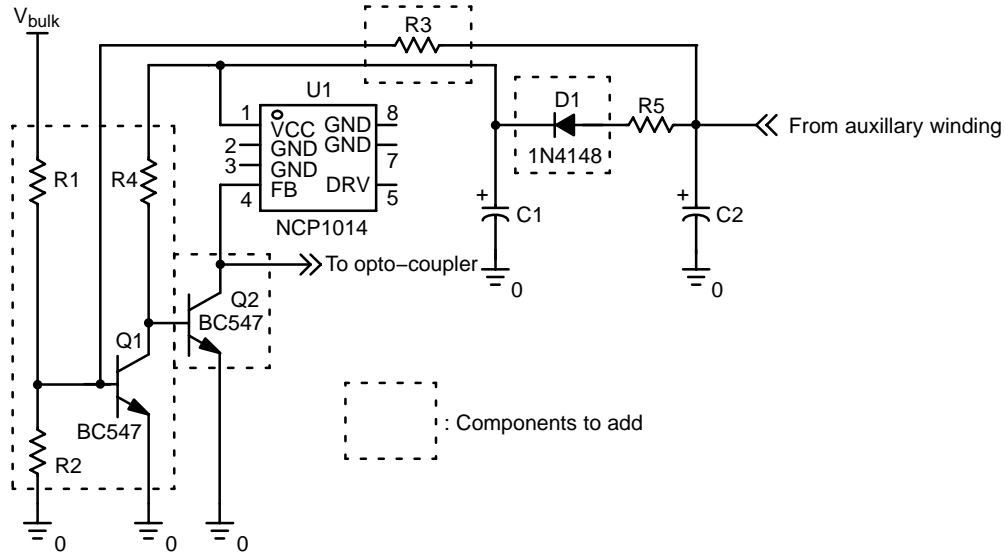 Vbulk
R3
U1
1
VCC
GND
8
2
GND
GND
7
3
GND
4
FB
DRV
5
NCP1014
D1
1N4148
R5
From auxillary winding
R1
R4
+
C1
0
+
C2
0
To opto−coupler
Q2
BC547
Q1
BC547
R2
: Components to add
0
0
0